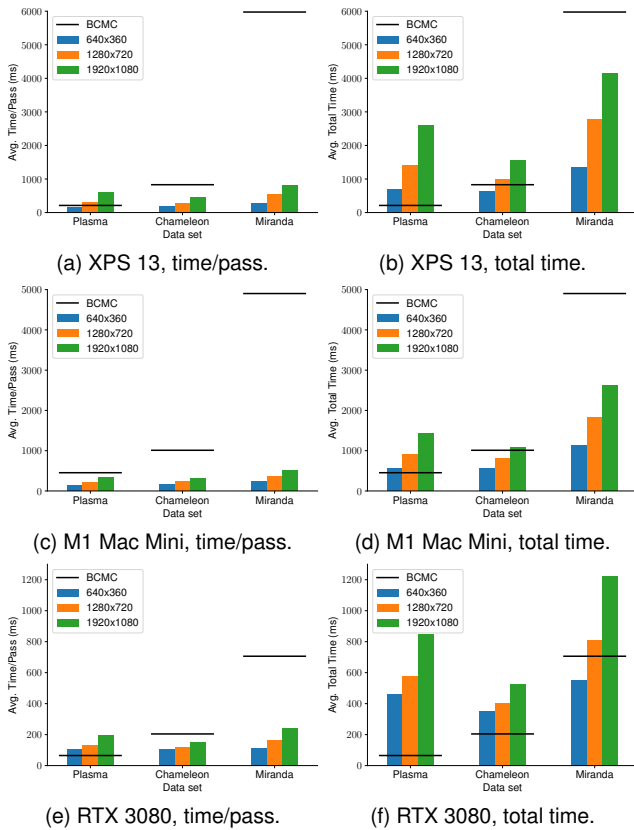 6000
5000
4000
3000
2000
1000
0
Avg. Time/Pass (ms)
BCMC
640x360
1280x720
1920x1080
Plasma
Chameleon
Miranda
Data set
(a) XPS 13, time/pass.
6000
5000
4000
3000
2000
1000
0
Avg. Total Time (ms)
BCMC
640x360
1280x720
1920x1080
Plasma
Chameleon
Miranda
Data set
(b) XPS 13, total time.
5000
4000
3000
2000
1000
0
Avg. Time/Pass (ms)
BCMC
640x360
1280x720
1920x1080
Plasma
Chameleon
Miranda
Data set
(c) M1 Mac Mini, time/pass.
5000
4000
3000
2000
1000
0
Avg. Total Time (ms)
BCMC
640x360
1280x720
1920x1080
Plasma
Chameleon
Miranda
Data set
(d) M1 Mac Mini, total time.
1200
1000
800
600
400
200
0
Avg. Time/Pass (ms)
BCMC
640x360
1280x720
1920x1080
Plasma
Chameleon
Miranda
Data set
(e) RTX 3080, time/pass.
1200
1000
800
600
400
200
0
Avg. Total Time (ms)
BCMC
640x360
1280x720
1920x1080
Plasma
Chameleon
Miranda
Data set
(f) RTX 3080, total time.